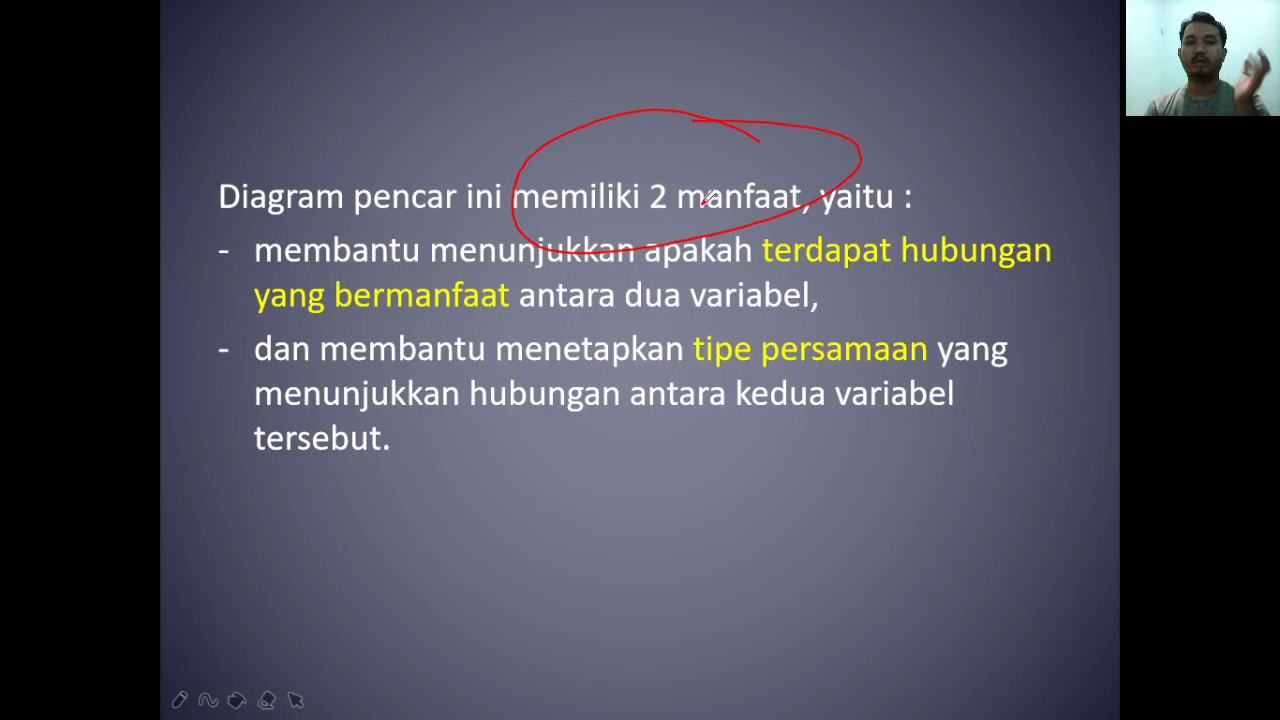 Diagram pencar ini memiliki 2 manfaat, yaitu :
- membantu menunjukkan apakah terdapat hubungan
yang bermanfaat antara dua variabel,
- dan membantu menetapkan tipe persamaan yang
menunjukkan hubungan antara kedua variabel
tersebut.